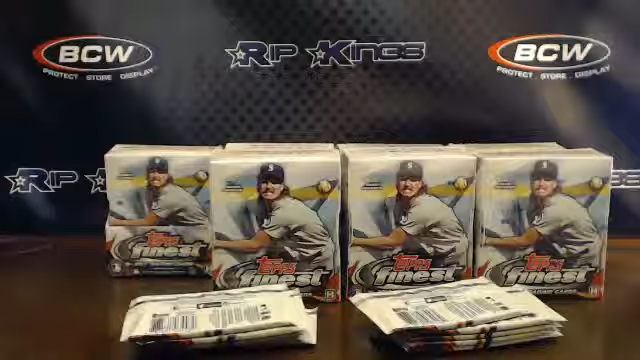 BCW
PROTECT . STORE . DISPLAY
RIP KINGS
BCW
PROTECT . STORE . DISPLAY
RIP
KINGS
TOPPS
finest
TOPPS
finest
TOPPS
finest
TOPPS
finest